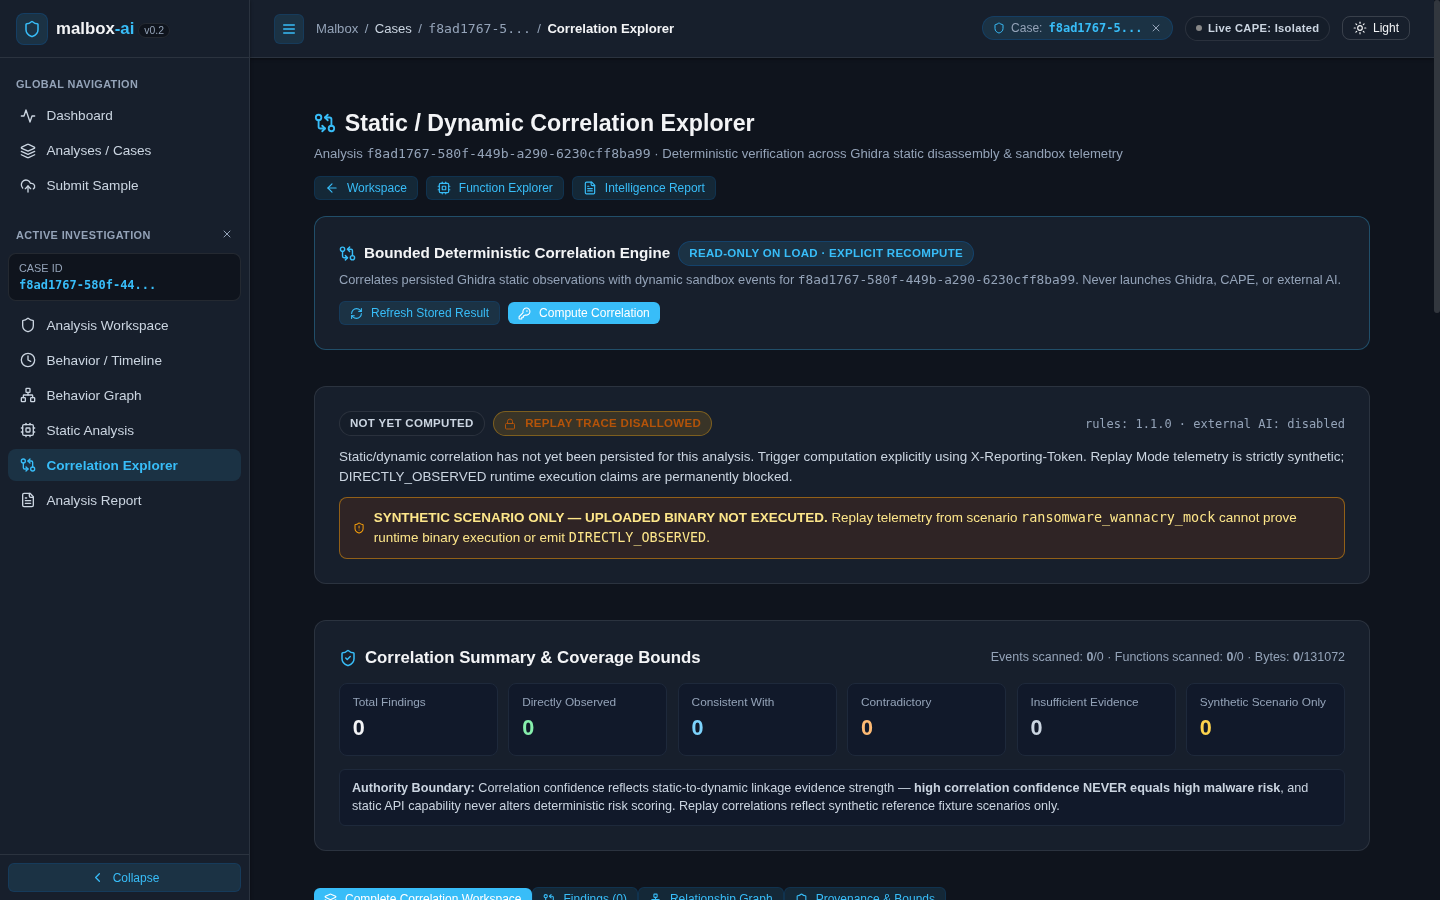 malbox-ai v0.2
Malbox / Cases / f8ad1767-5... / Correlation Explorer
Case: f8ad1767-5...
Live CAPE: Isolated
Light
GLOBAL NAVIGATION
Dashboard
Analyses / Cases
Submit Sample
ACTIVE INVESTIGATION
CASE ID
f8ad1767-580f-44...
Analysis Workspace
Behavior / Timeline
Behavior Graph
Static Analysis
Correlation Explorer
Analysis Report
Collapse
Static / Dynamic Correlation Explorer
Analysis f8ad1767-580f-449b-a290-6230cff8ba99 · Deterministic verification across Ghidra static disassembly & sandbox telemetry
Workspace
Function Explorer
Intelligence Report
Bounded Deterministic Correlation Engine READ-ONLY ON LOAD · EXPLICIT RECOMPUTE
Correlates persisted Ghidra static observations with dynamic sandbox events for f8ad1767-580f-449b-a290-6230cff8ba99. Never launches Ghidra, CAPE, or external AI.
Refresh Stored Result
Compute Correlation
NOT YET COMPUTED
REPLAY TRACE DISALLOWED
rules: 1.1.0 · external AI: disabled
Static/dynamic correlation has not yet been persisted for this analysis. Trigger computation explicitly using X-Reporting-Token. Replay Mode telemetry is strictly synthetic;
DIRECTLY_OBSERVED runtime execution claims are permanently blocked.
SYNTHETIC SCENARIO ONLY — UPLOADED BINARY NOT EXECUTED. Replay telemetry from scenario ransomware_wannacry_mock cannot prove
runtime binary execution or emit DIRECTLY_OBSERVED.
Correlation Summary & Coverage Bounds
Events scanned: 0/0 · Functions scanned: 0/0 · Bytes: 0/131072
Total Findings
0
Directly Observed
0
Consistent With
0
Contradictory
0
Insufficient Evidence
0
Synthetic Scenario Only
0
Authority Boundary: Correlation confidence reflects static-to-dynamic linkage evidence strength — high correlation confidence NEVER equals high malware risk, and
static API capability never alters deterministic risk scoring. Replay correlations reflect synthetic reference fixture scenarios only.
Complete Correlation Workspace
Findings (0)
Relationship Graph
Provenance & Bounds